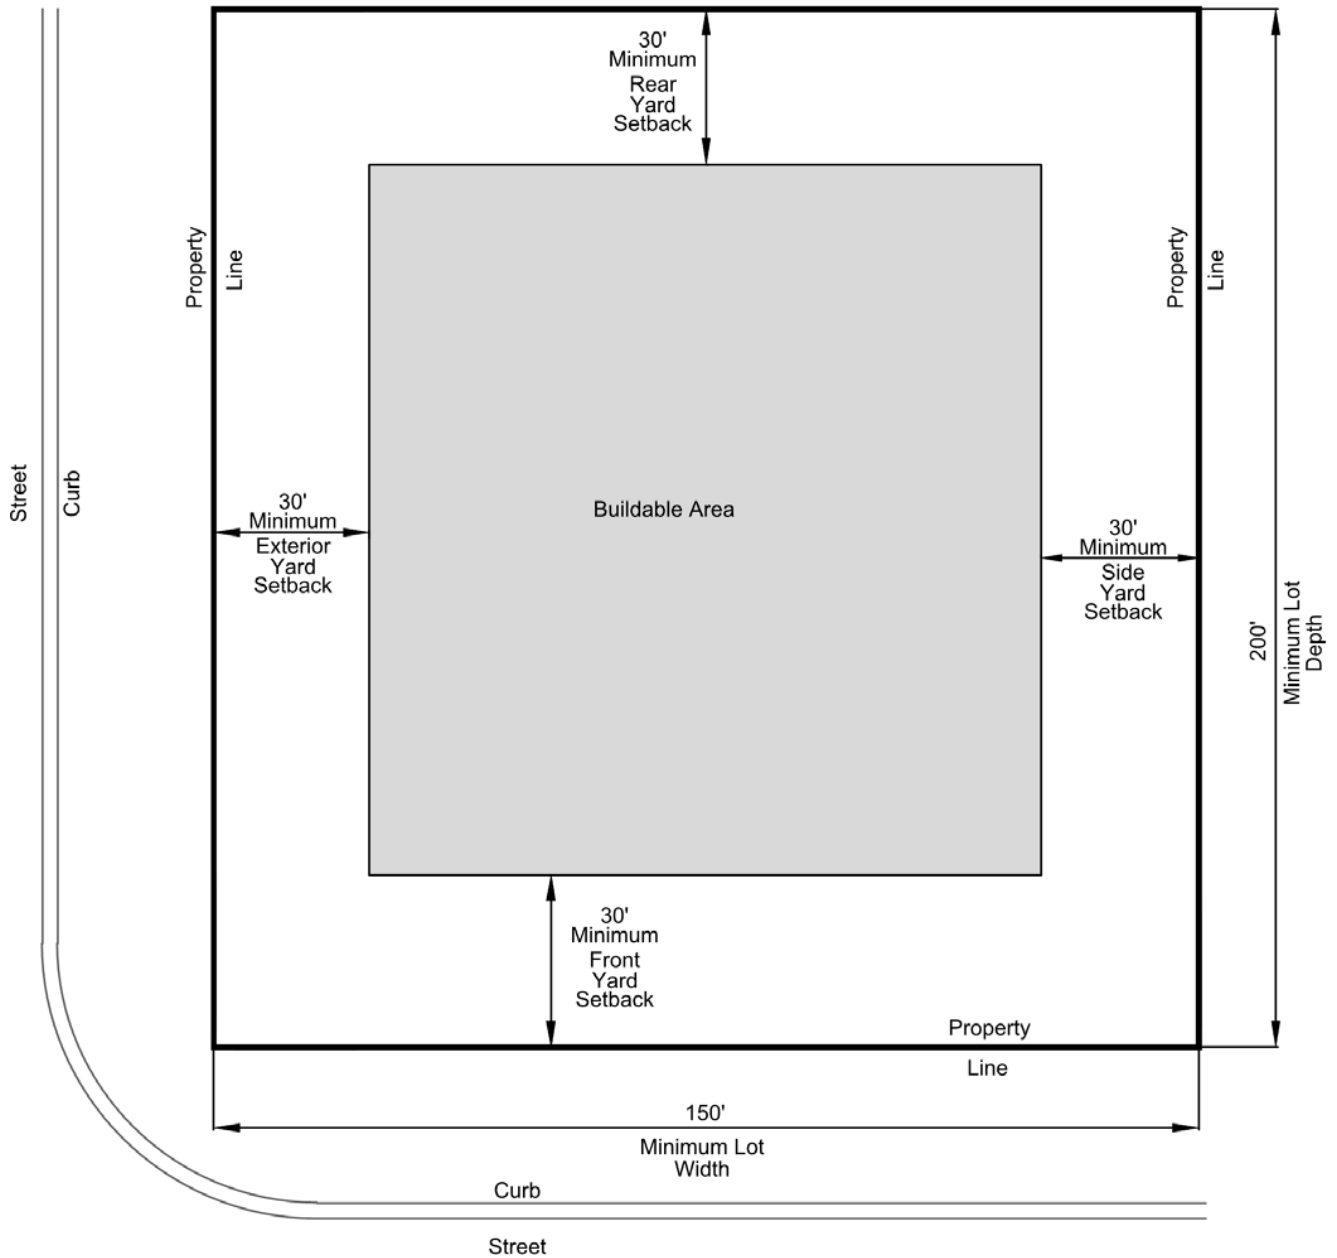 30'
Minimum
Rear
Yard
Setback
Property
Line
Property
Line
Street
Curb
30'
Minimum
Exterior
Yard
Setback
Buildable Area
30'
Minimum
Side
Yard
Setback
200'
Minimum Lot
Depth
30'
Minimum
Front
Yard
Setback
Property
Line
150'
Minimum Lot
Width
Curb
Street